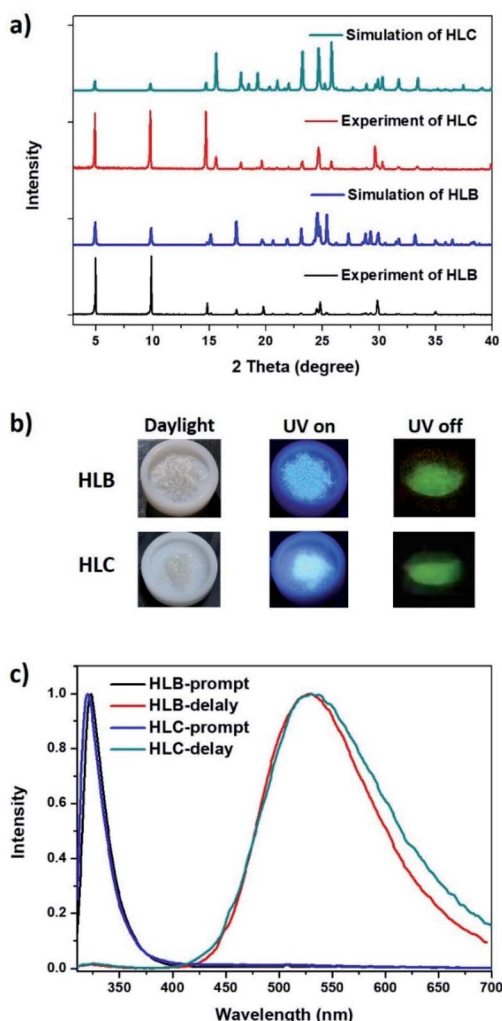 a)
Simulation of HLC
Experiment of HLC
Simulation of HLB
Experiment of HLB
Intensity
5 10 15 20 25 30 35 40
2 Theta (degree)
b)
Daylight UV on UV off
HLB
HLC
c)
HLB-prompt
HLB-delaly
HLC-prompt
HLC-delay
Intensity
1.0
0.8
0.6
0.4
0.2
0.0
350 400 450 500 550 600 650 700
Wavelength (nm)